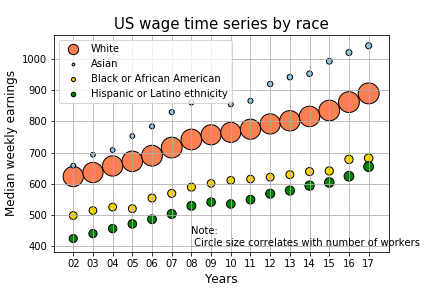 US wage time series by race
White
Asian
Black or African American
Hispanic or Latino ethnicity
Median weekly earnings
1000
900
800
700
600
500
400
Note:
Circle size correlates with number of workers
02 03 04 05 06 07 08 09 10 11 12 13 14 15 16 17
Years